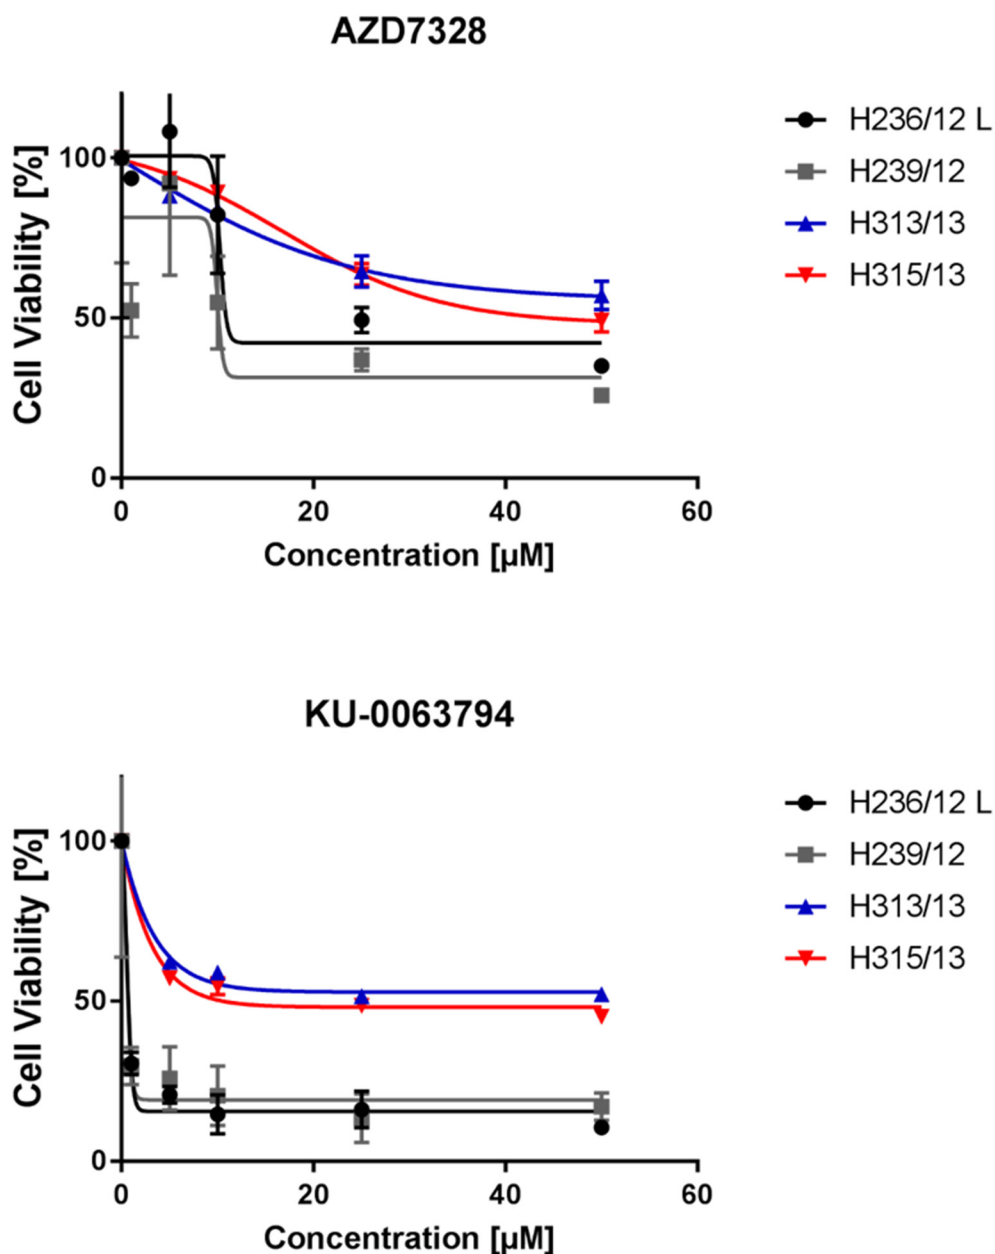 AZD7328
Cell Viability [%]
100
50
0
0 20 40 60
Concentration [µM]
H236/12 L
H239/12
H313/13
H315/13
KU-0063794
Cell Viability [%]
100
50
0
0 20 40 60
Concentration [µM]
H236/12 L
H239/12
H313/13
H315/13